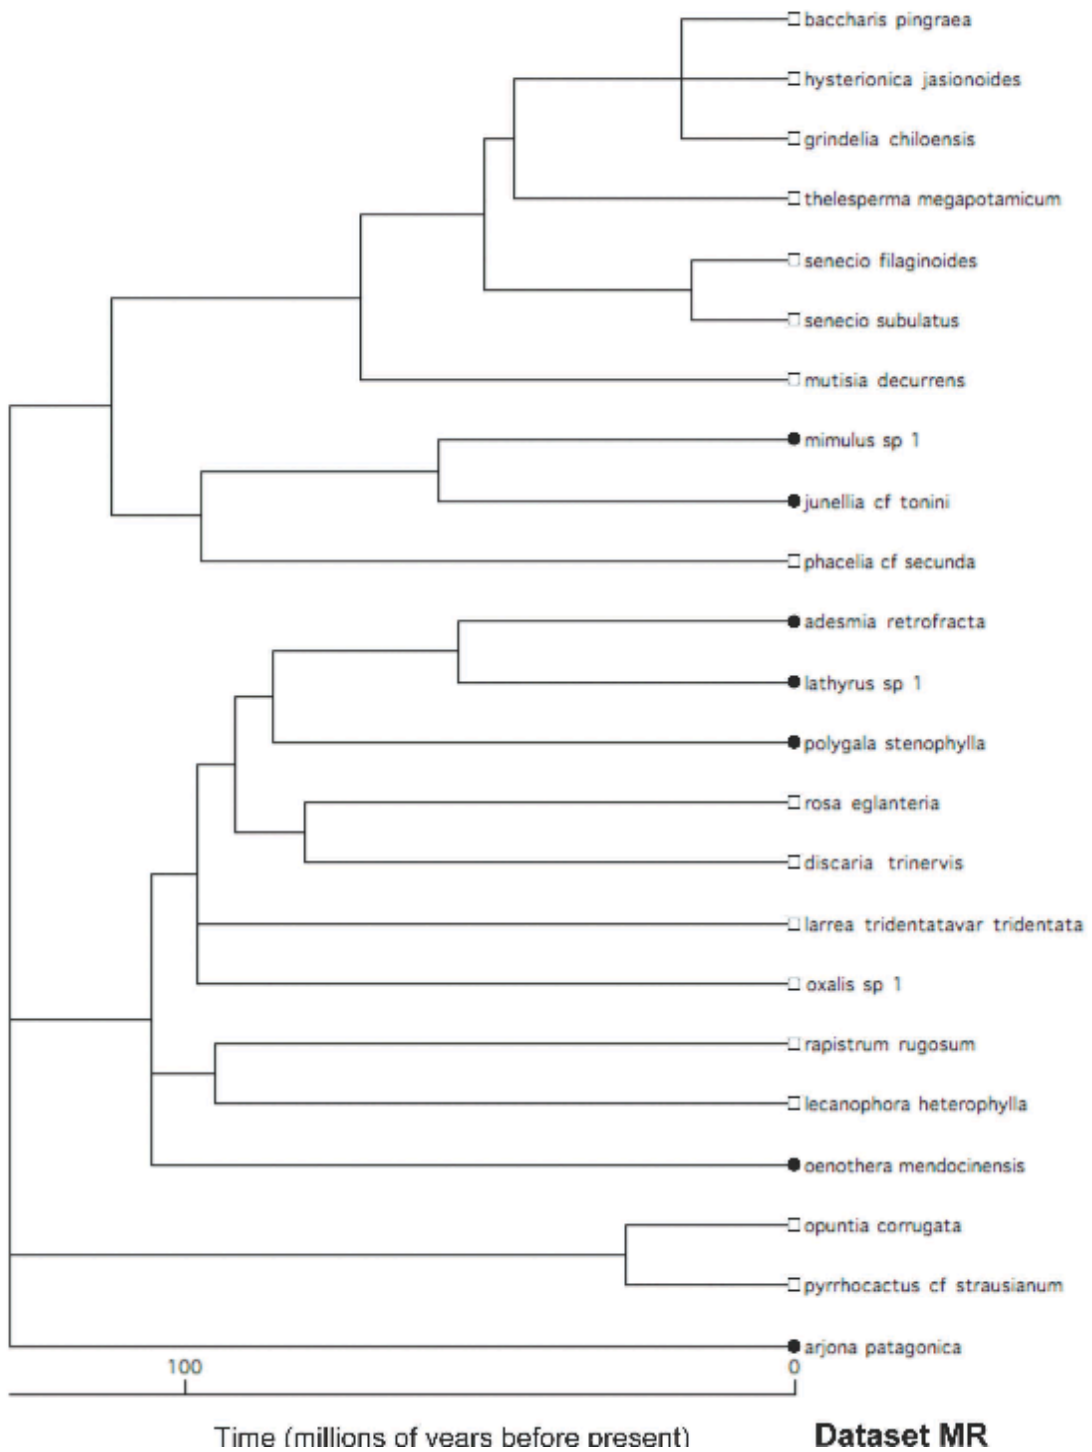 baccharis pingraea
hysterionica jasionoides
grindelia chiloensis
thelesperma megapotamicum
senecio filaginoides
senecio subulatus
mutisia decurrens
mimulus sp 1
junellia cf tonini
phacelia cf secunda
adesmia retrofracta
lathyrus sp 1
polygala stenophylla
rosa eglanteria
discaria trinervis
larrea tridentatavar tridentata
oxalis sp 1
rapistrum rugosum
lecanophora heterophylla
oenothera mendocinensis
opuntia corrugata
pyrrhocactus cf strausianum
arjona patagonica
100 0
Time (millions of years before present) Dataset MR